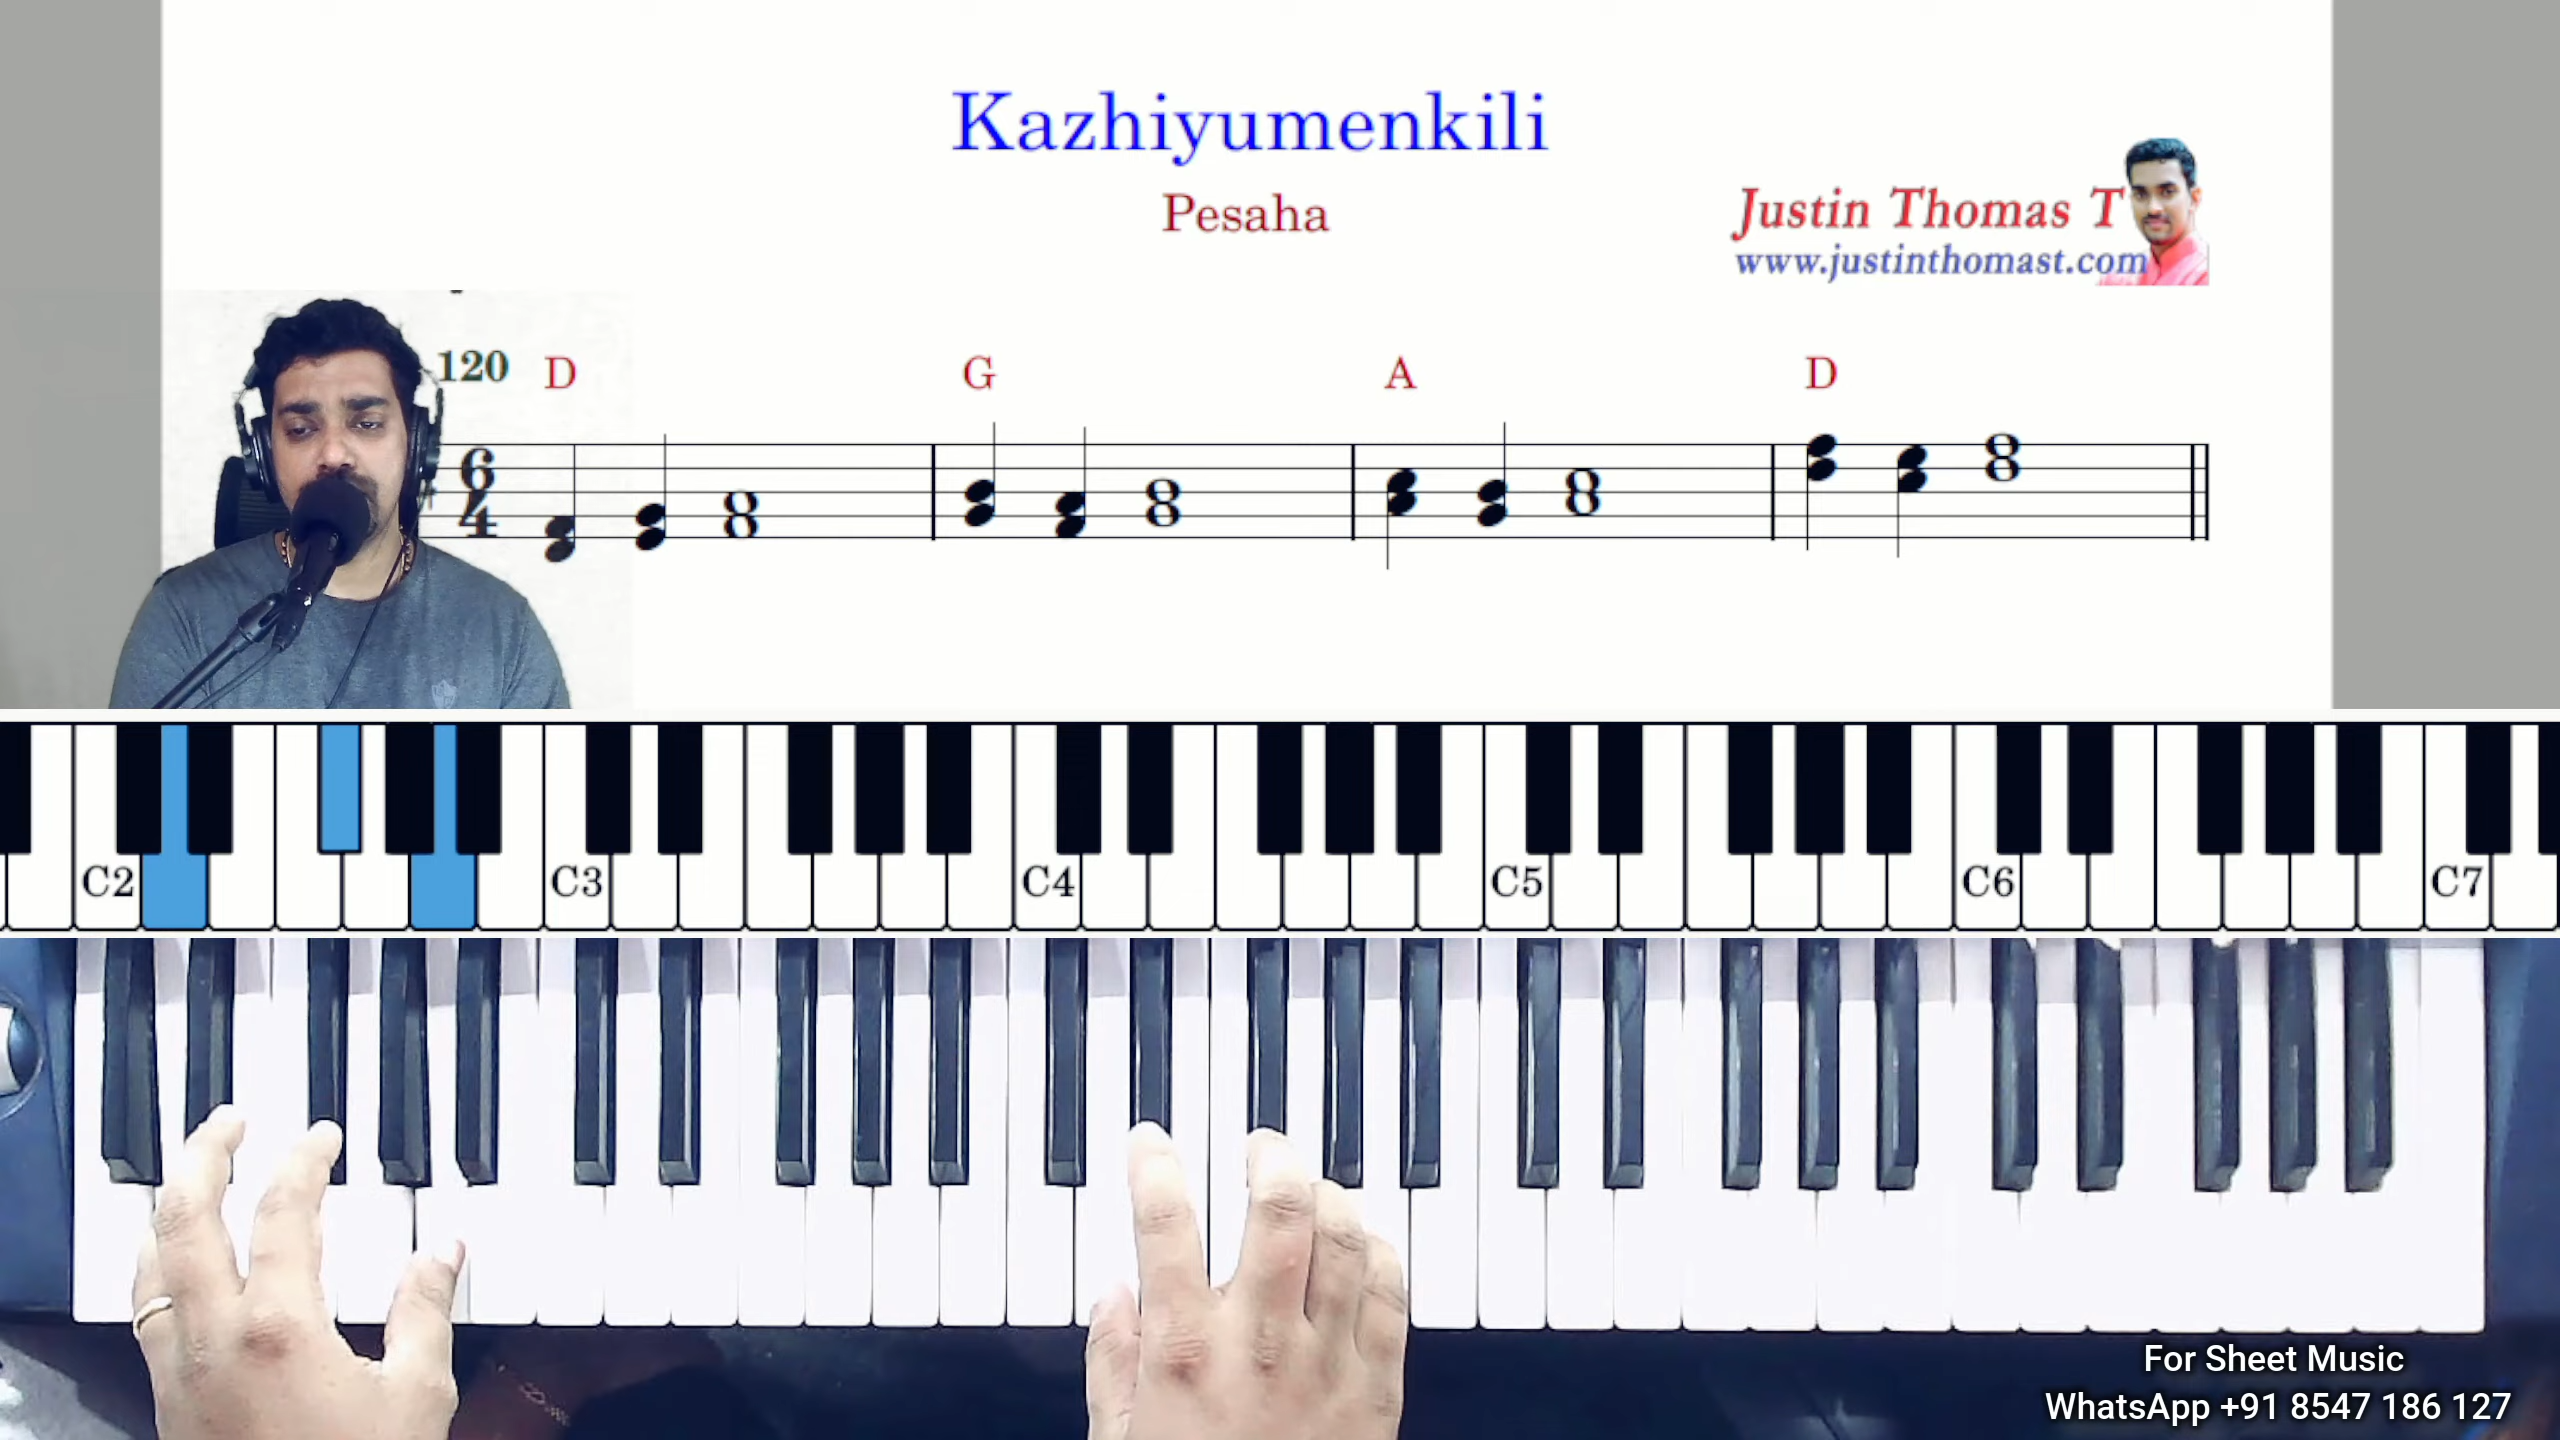 Kazhiyumenkili
Pesaha
Justin Thomas T
www.justinthomast.com
120
D G A D
6
4
C2 C3 C4 C5 C6 C7
For Sheet Music
WhatsApp +91 8547 186 127